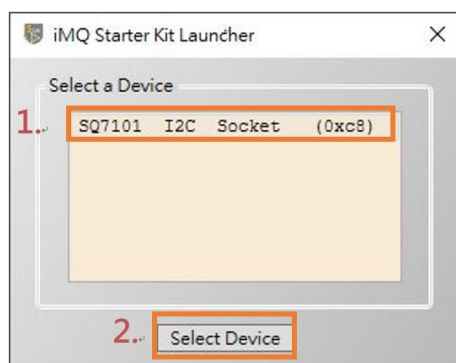 iMQ Starter Kit Launcher
Select a Device
1.
SQ7101 I2C Socket (0xc8)
2.
Select Device